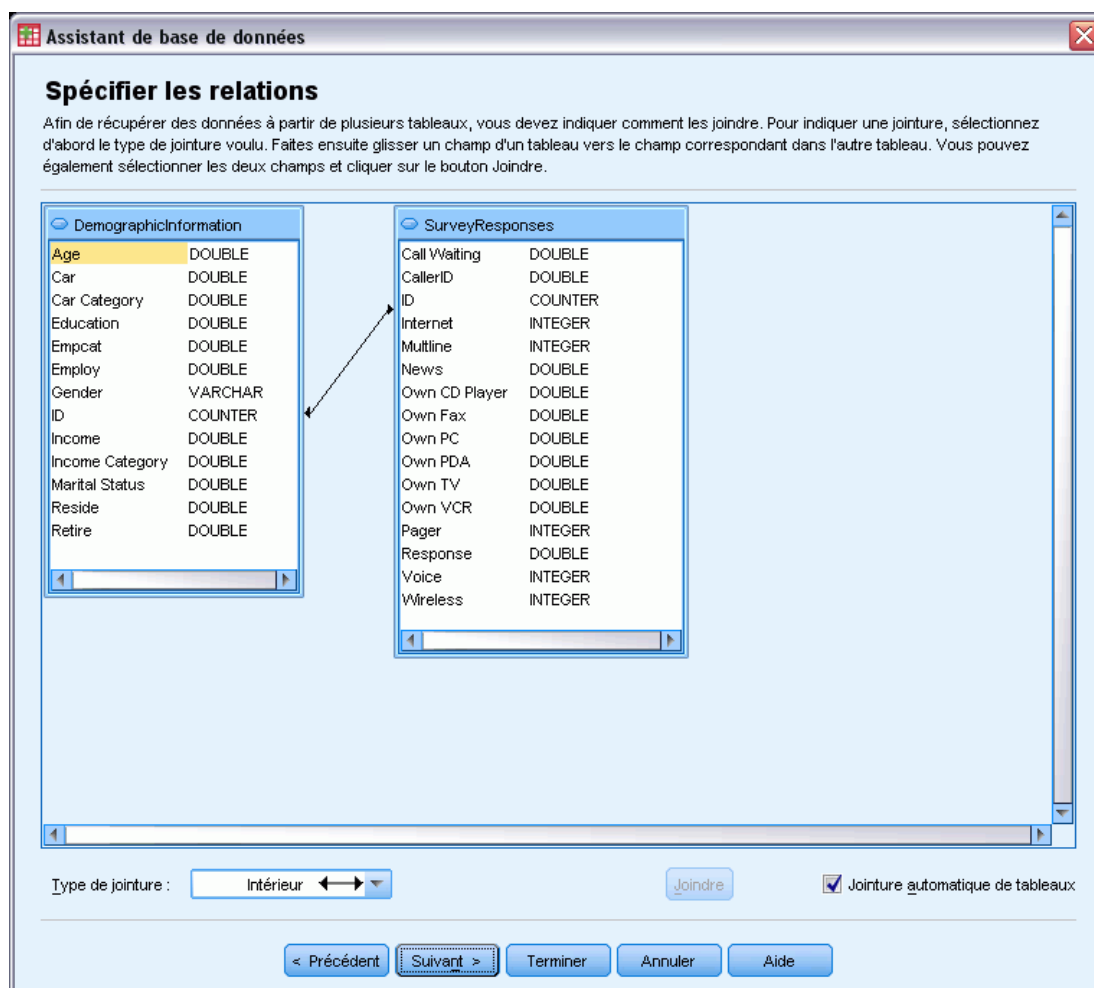 Assistant de base de données
Spécifier les relations
Afin de récupérer des données à partir de plusieurs tableaux, vous devez indiquer comment les joindre. Pour indiquer une jointure, sélectionnez
d'abord le type de jointure voulu. Faites ensuite glisser un champ d'un tableau vers le champ correspondant dans l'autre tableau. Vous pouvez
également sélectionner les deux champs et cliquer sur le bouton Joindre.
DemographicInformation
Age DOUBLE
Car DOUBLE
Car Category DOUBLE
Education DOUBLE
Empcat DOUBLE
Employ DOUBLE
Gender VARCHAR
ID COUNTER
Income DOUBLE
Income Category DOUBLE
Marital Status DOUBLE
Reside DOUBLE
Retire DOUBLE
SurveyResponses
Call Waiting DOUBLE
CallerID DOUBLE
ID COUNTER
Internet INTEGER
Multline INTEGER
News DOUBLE
Own CD Player DOUBLE
Own Fax DOUBLE
Own PC DOUBLE
Own PDA DOUBLE
Own TV DOUBLE
Own VCR DOUBLE
Pager INTEGER
Response DOUBLE
Voice INTEGER
Wireless INTEGER
Type de jointure : Intérieur
Joindre
Jointure automatique de tableaux
< Précédent
Suivant >
Terminer
Annuler
Aide